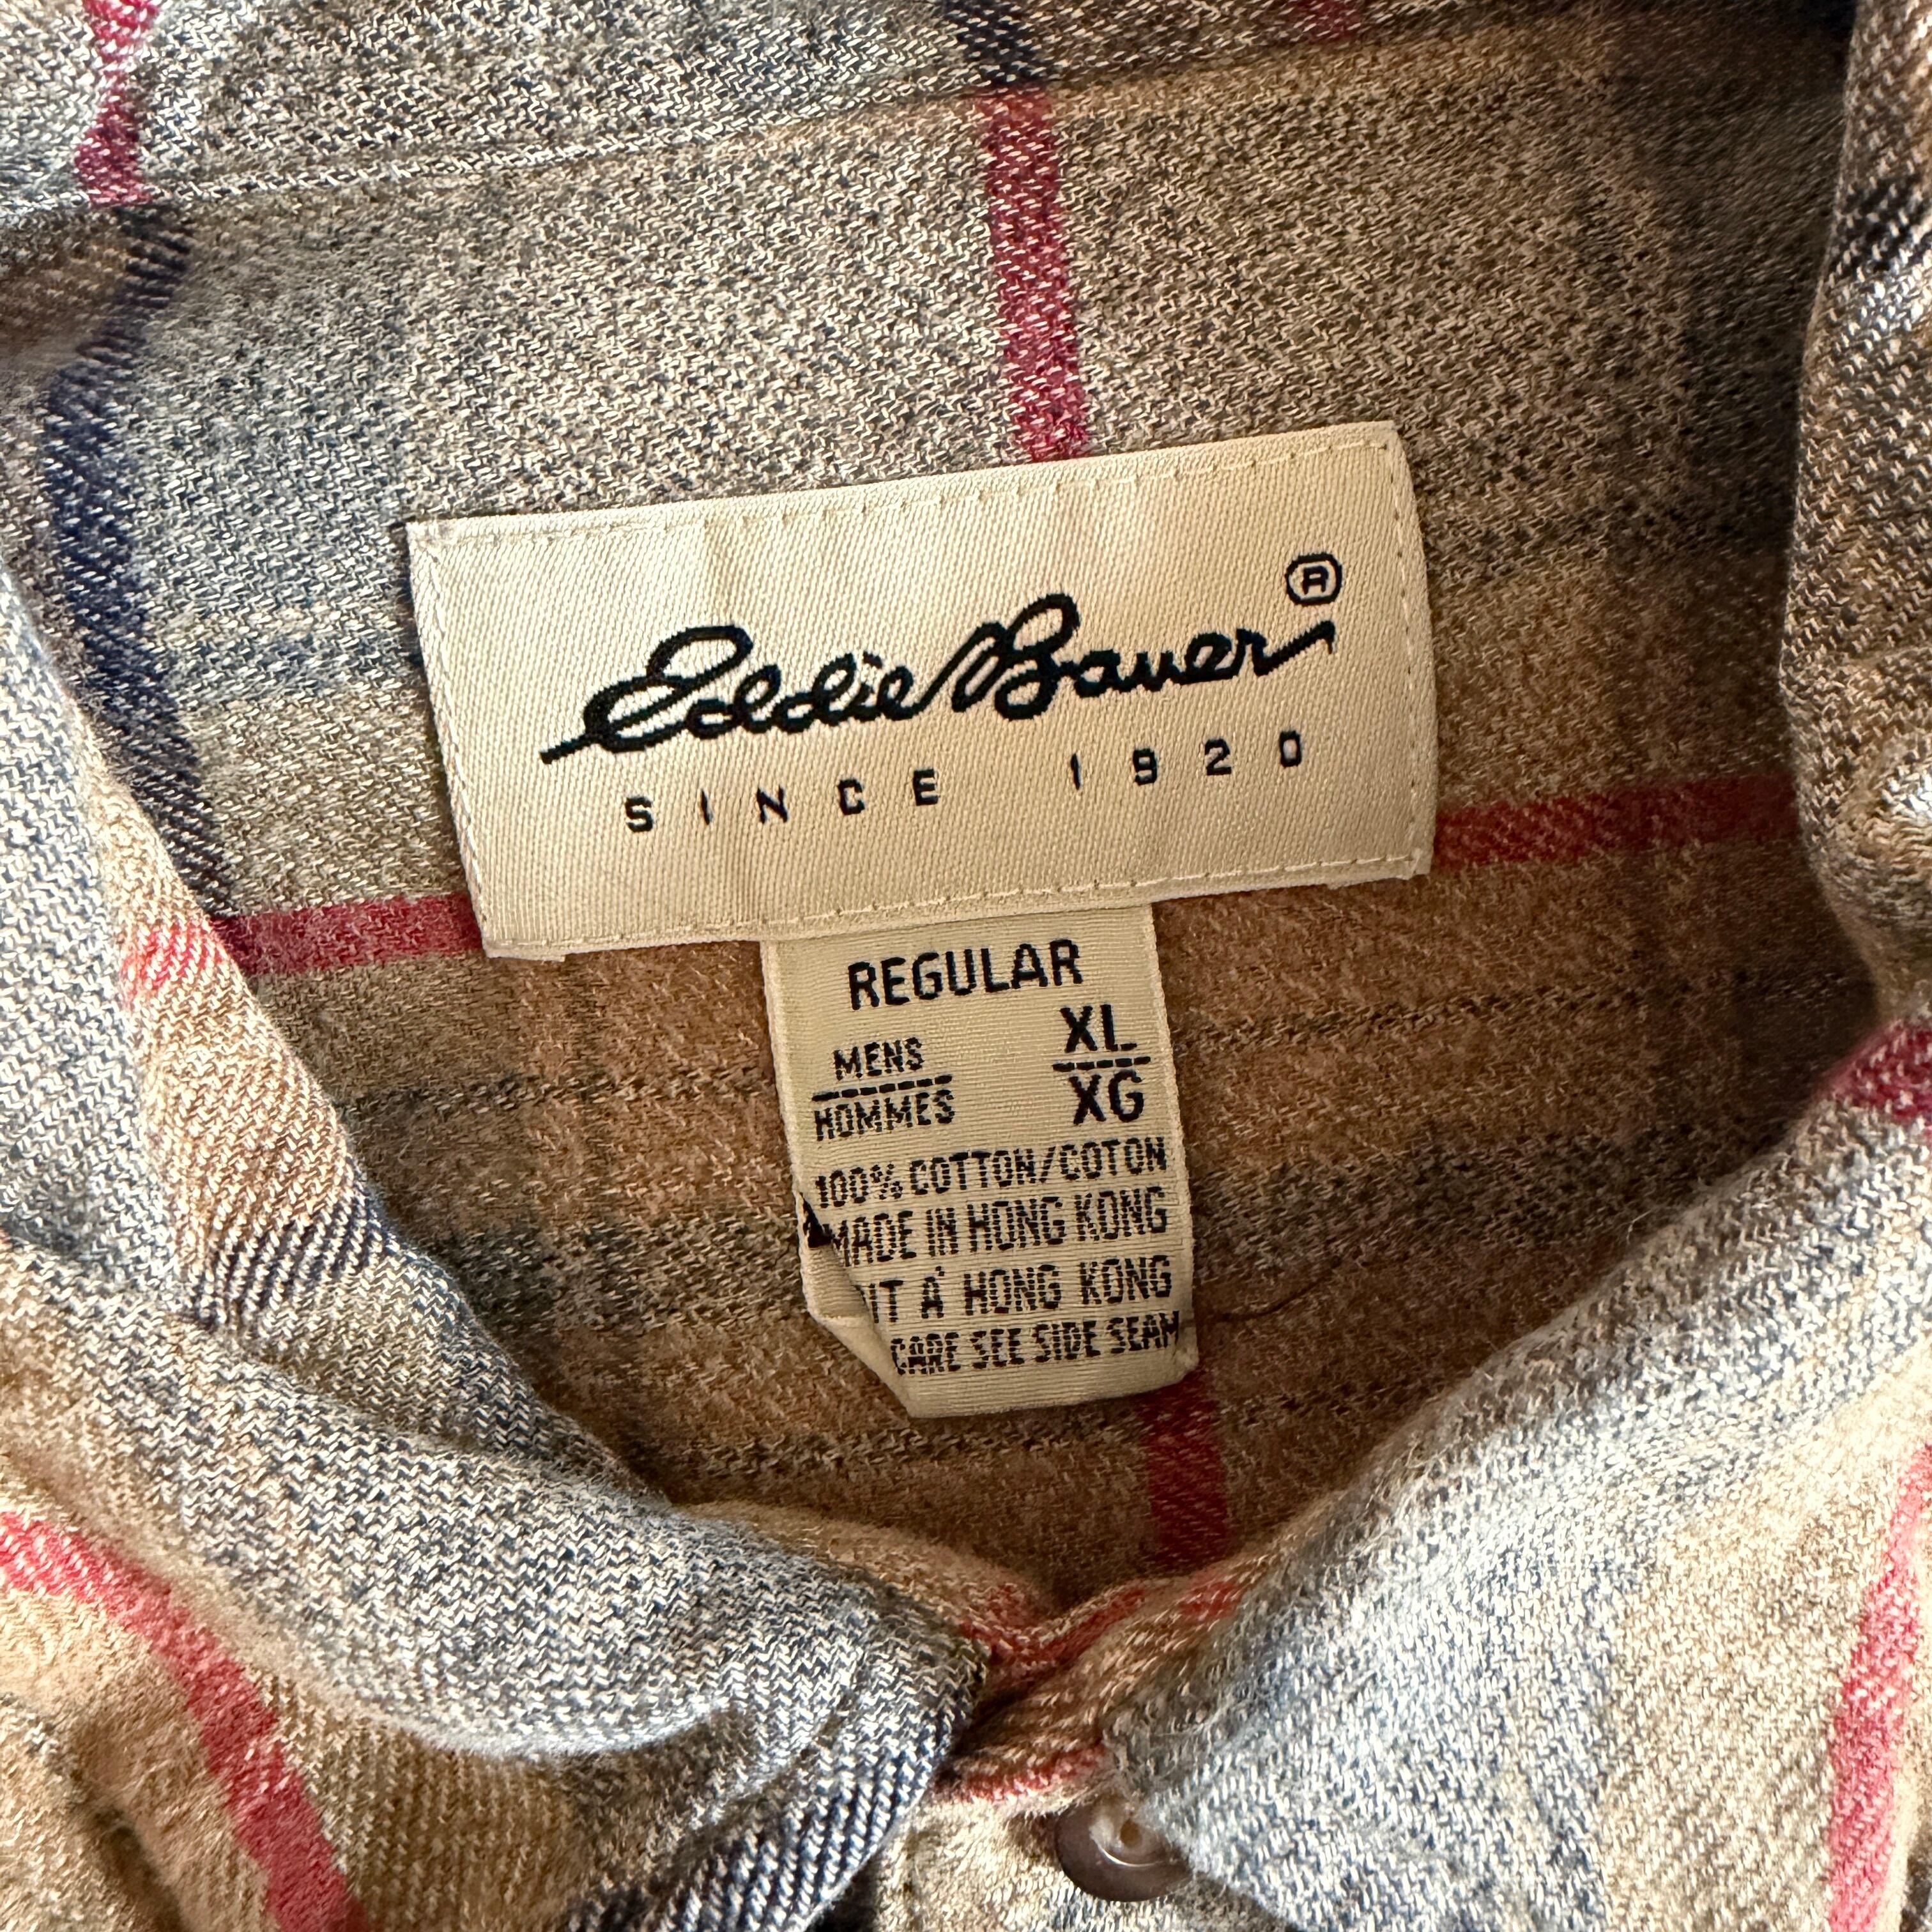 Eddie Bauer ®
SINCE 1920
REGULAR
MENS XL
HOMMES XG
100% COTTON/COTON
MADE IN HONG KONG
À HONG KONG
CARE SEE SIDE SEAM